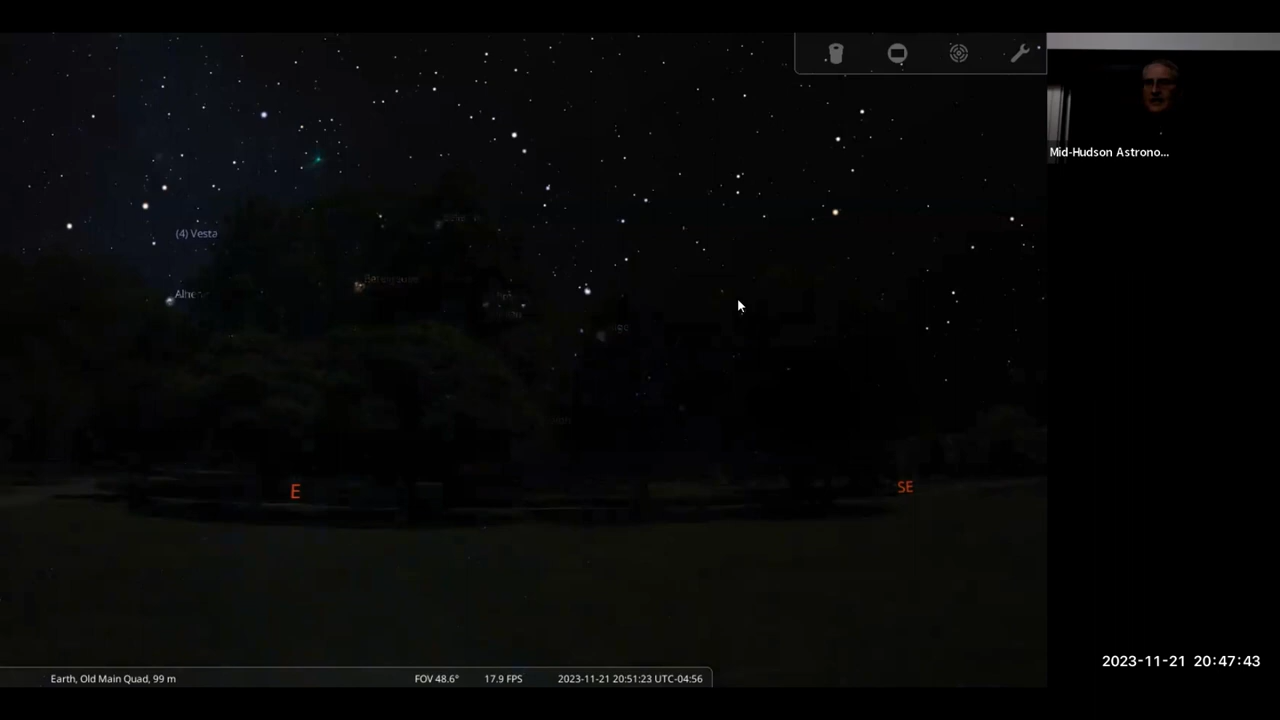 Mid-Hudson Astrono...
(4) Vesta
E
SE
2023-11-21 20:47:43
Earth, Old Main Quad, 99 m
FOV 48.6°
17.9 FPS
2023-11-21 20:51:23 UTC-04:56